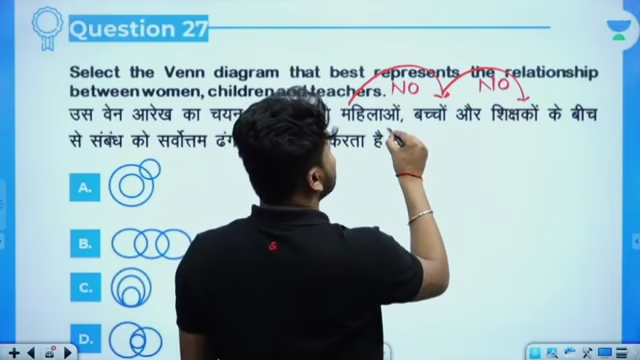 Question 27
Select the Venn diagram that best represents the relationship
between women, children and teachers.
NO NO
उस वेन आरेख का चयन महिलाओं, बच्चों और शिक्षकों के बीच
से संबंध को सर्वोत्तम करता है
A.
B.
C.
D.